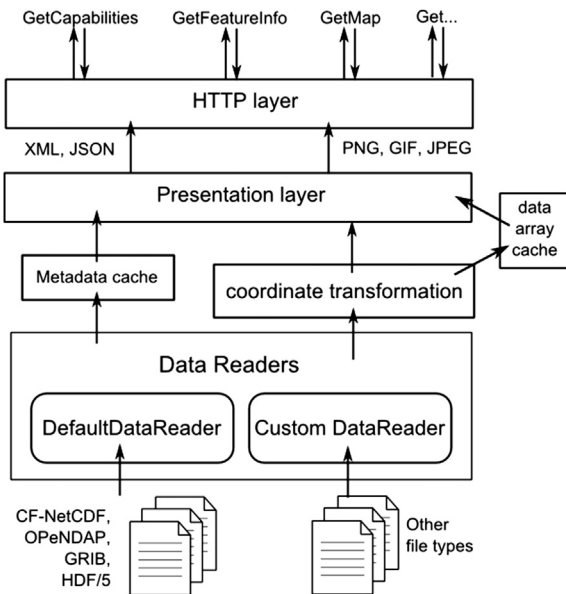 GetCapabilities
GetFeatureInfo
GetMap
Get...
HTTP layer
XML, JSON
PNG, GIF, JPEG
Presentation layer
data
array
cache
Metadata cache
coordinate transformation
Data Readers
DefaultDataReader
Custom DataReader
CF-NetCDF,
OPeNDAP,
GRIB,
HDF/5
Other
file types